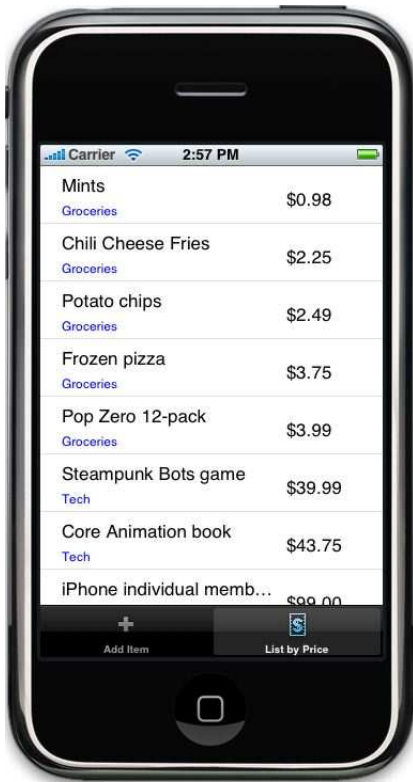 Carrier 2:57 PM
Mints
Groceries
$0.98
Chili Cheese Fries
Groceries
$2.25
Potato chips
Groceries
$2.49
Frozen pizza
Groceries
$3.75
Pop Zero 12-pack
Groceries
$3.99
Steampunk Bots game
Tech
$39.99
Core Animation book
Tech
$43.75
iPhone individual memb...
$99.00
$
Add Item
List by Price